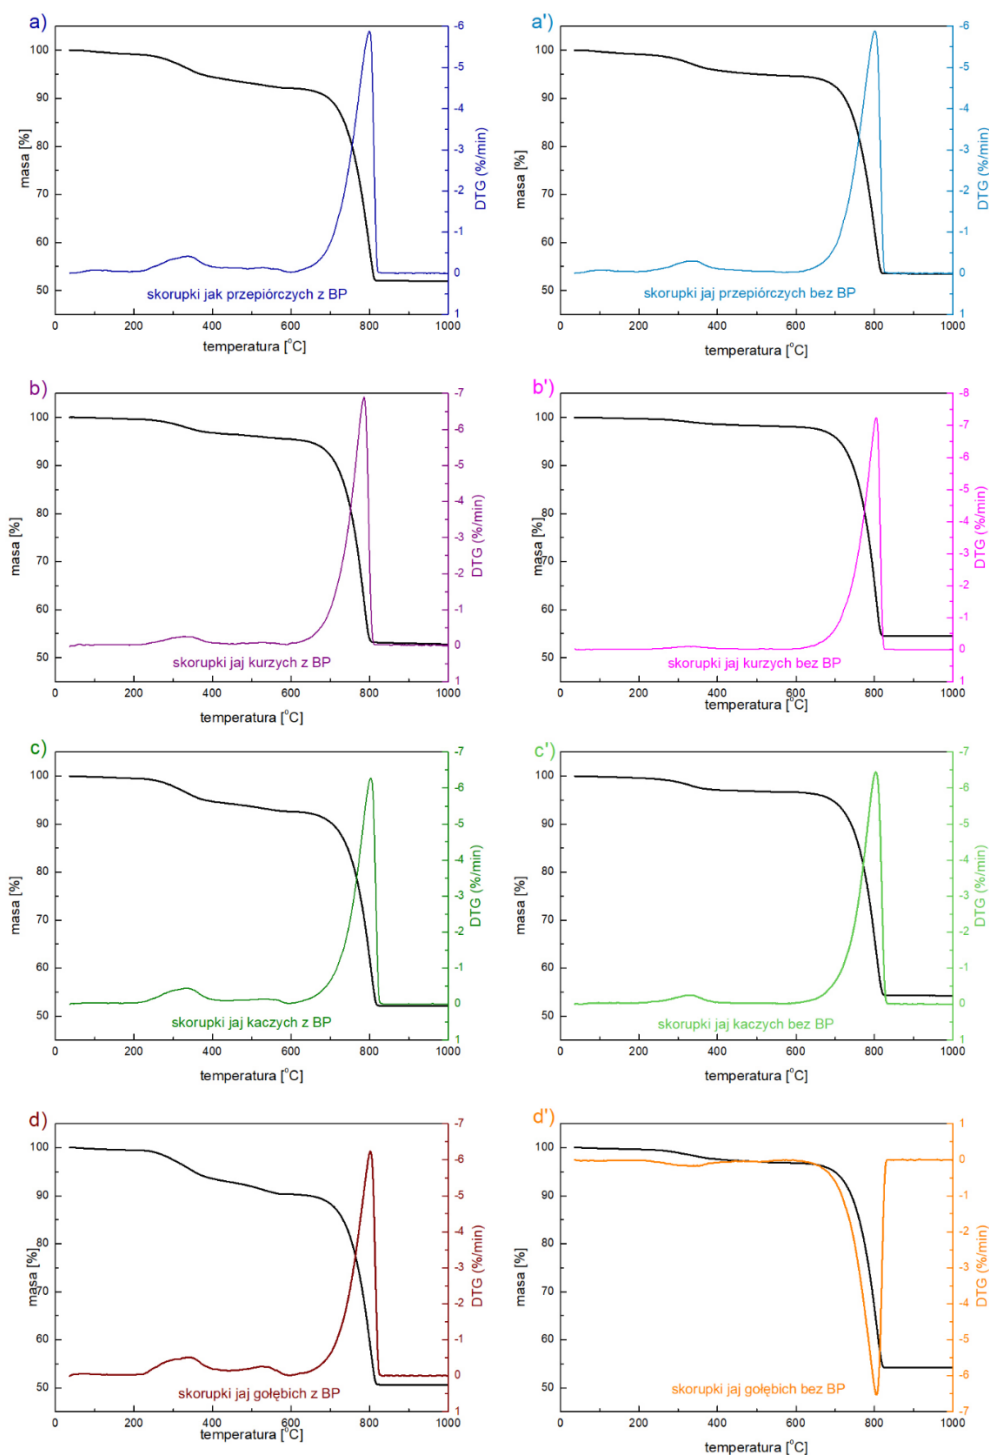 a)
masa [%]
100
90
80
70
60
50
0 200 400 600 800 1000
temperatura [°C]
-6
-5
-4
-3
-2
-1
0
1
DTG (%/min)
skorupki jak przepiórczych z BP
a')
masa [%]
100
90
80
70
60
50
0 200 400 600 800 1000
temperatura [°C]
-6
-5
-4
-3
-2
-1
0
1
DTG (%/min)
skorupki jaj przepiórczych bez BP
b)
masa [%]
100
90
80
70
60
50
0 200 400 600 800 1000
temperatura [°C]
-7
-6
-5
-4
-3
-2
-1
0
1
DTG (%/min)
skorupki jaj kurzych z BP
b')
masa [%]
100
90
80
70
60
50
0 200 400 600 800 1000
temperatura [°C]
-8
-7
-6
-5
-4
-3
-2
-1
0
1
DTG (%/min)
skorupki jaj kurzych bez BP
c)
masa [%]
100
90
80
70
60
50
0 200 400 600 800 1000
temperatura [°C]
-7
-6
-5
-4
-3
-2
-1
0
1
DTG (%/min)
skorupki jaj kaczych z BP
c')
masa [%]
100
90
80
70
60
50
0 200 400 600 800 1000
temperatura [°C]
-7
-6
-5
-4
-3
-2
-1
0
1
DTG (%/min)
skorupki jaj kaczych bez BP
d)
masa [%]
100
90
80
70
60
50
0 200 400 600 800 1000
temperatura [°C]
-7
-6
-5
-4
-3
-2
-1
0
1
DTG (%/min)
skorupki jaj gołębich z BP
d')
masa [%]
100
90
80
70
60
50
0 200 400 600 800 1000
temperatura [°C]
1
0
-1
-2
-3
-4
-5
-6
-7
DTG (%/min)
skorupki jaj gołębich bez BP